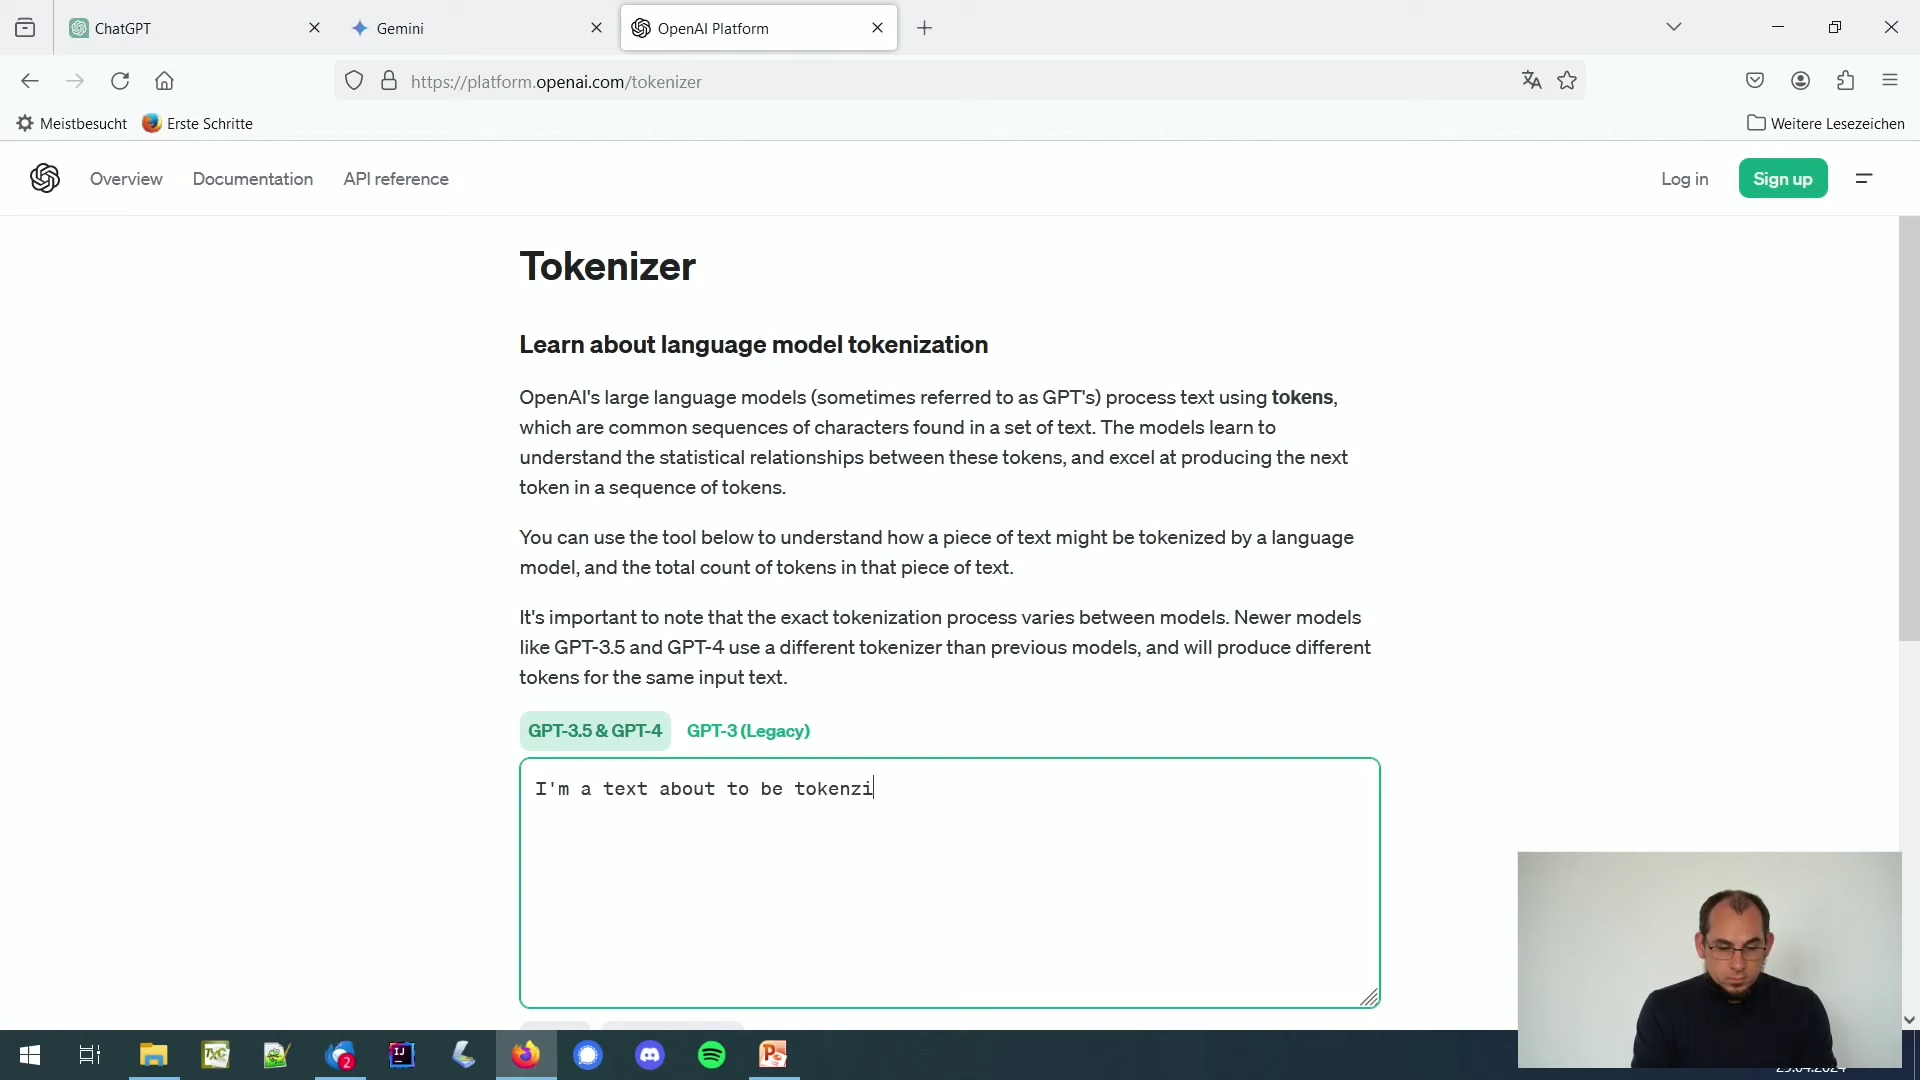 ChatGPT
Gemini
OpenAI Platform
https://platform.openai.com/tokenizer
Meistbesucht
Erste Schritte
Weitere Lesezeichen
Overview
Documentation
API reference
Log in
Sign up
Tokenizer
Learn about language model tokenization
OpenAI's large language models (sometimes referred to as GPT's) process text using tokens,
which are common sequences of characters found in a set of text. The models learn to
understand the statistical relationships between these tokens, and excel at producing the next
token in a sequence of tokens.
You can use the tool below to understand how a piece of text might be tokenized by a language
model, and the total count of tokens in that piece of text.
It's important to note that the exact tokenization process varies between models. Newer models
like GPT-3.5 and GPT-4 use a different tokenizer than previous models, and will produce different
tokens for the same input text.
GPT-3.5 & GPT-4
GPT-3 (Legacy)
I'm a text about to be tokenzi
TXC
2
IJ